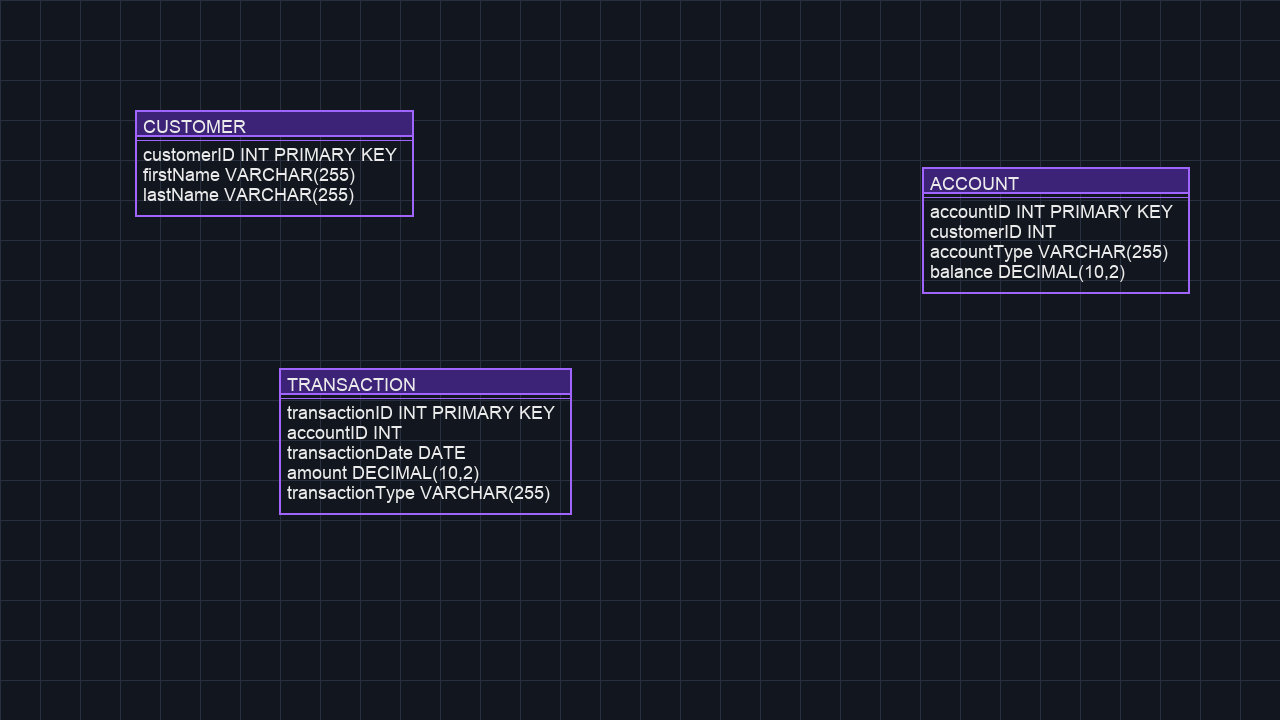 CUSTOMER
customerID INT PRIMARY KEY
firstName VARCHAR(255)
lastName VARCHAR(255)
ACCOUNT
accountID INT PRIMARY KEY
customerID INT
accountType VARCHAR(255)
balance DECIMAL(10,2)
TRANSACTION
transactionID INT PRIMARY KEY
accountID INT
transactionDate DATE
amount DECIMAL(10,2)
transactionType VARCHAR(255)